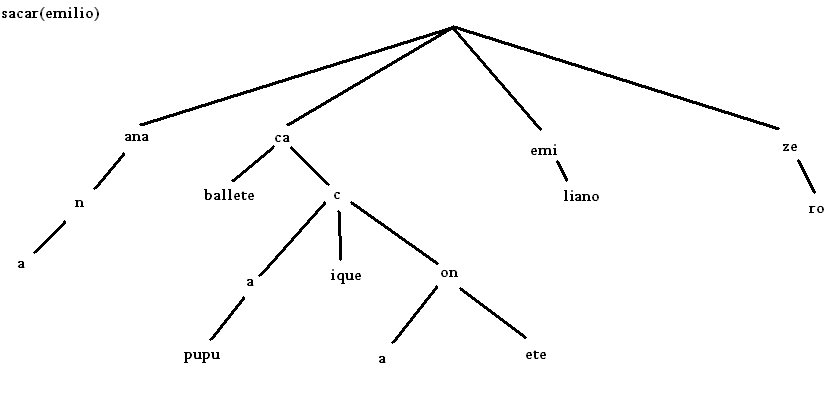 sacar(emilio)
ana
ca
emi
ze
n
ballete
c
liano
ro
a
a
ique
on
pupu
a
ete